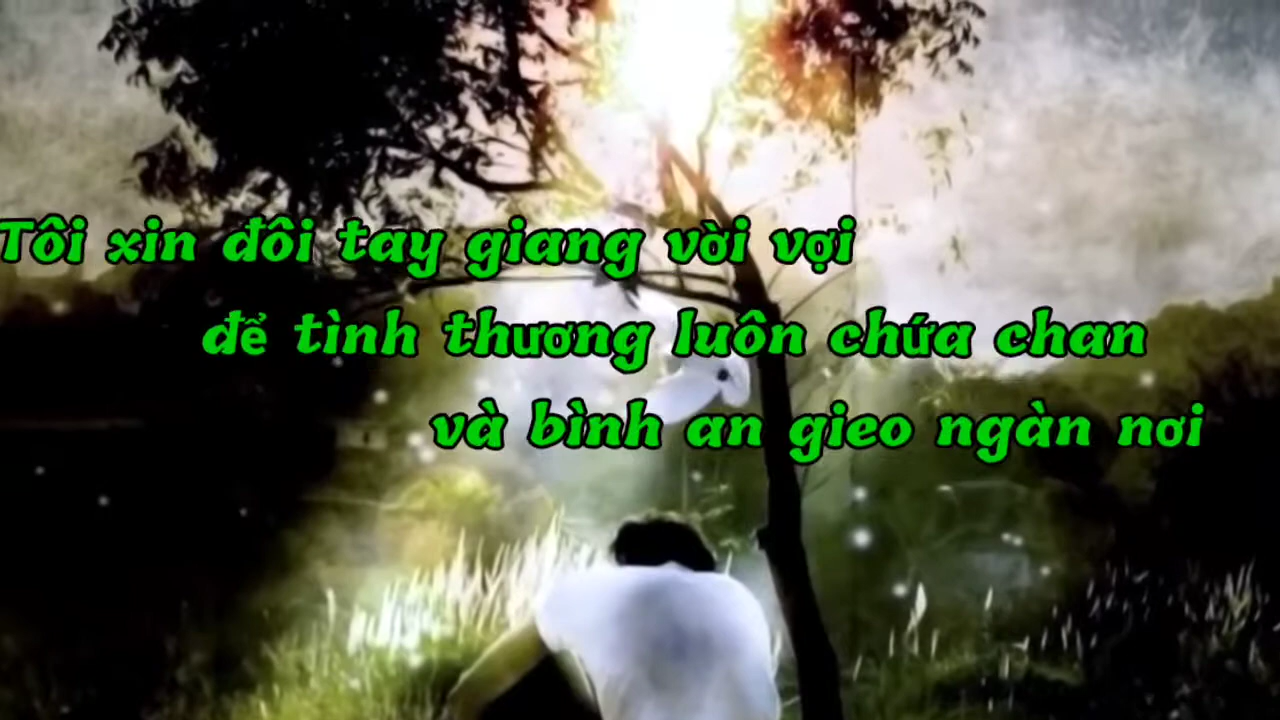 Tôi xin đôi tay giang vời vợi
để tình thương luôn chứa chan
và bình an gieo ngàn nơi